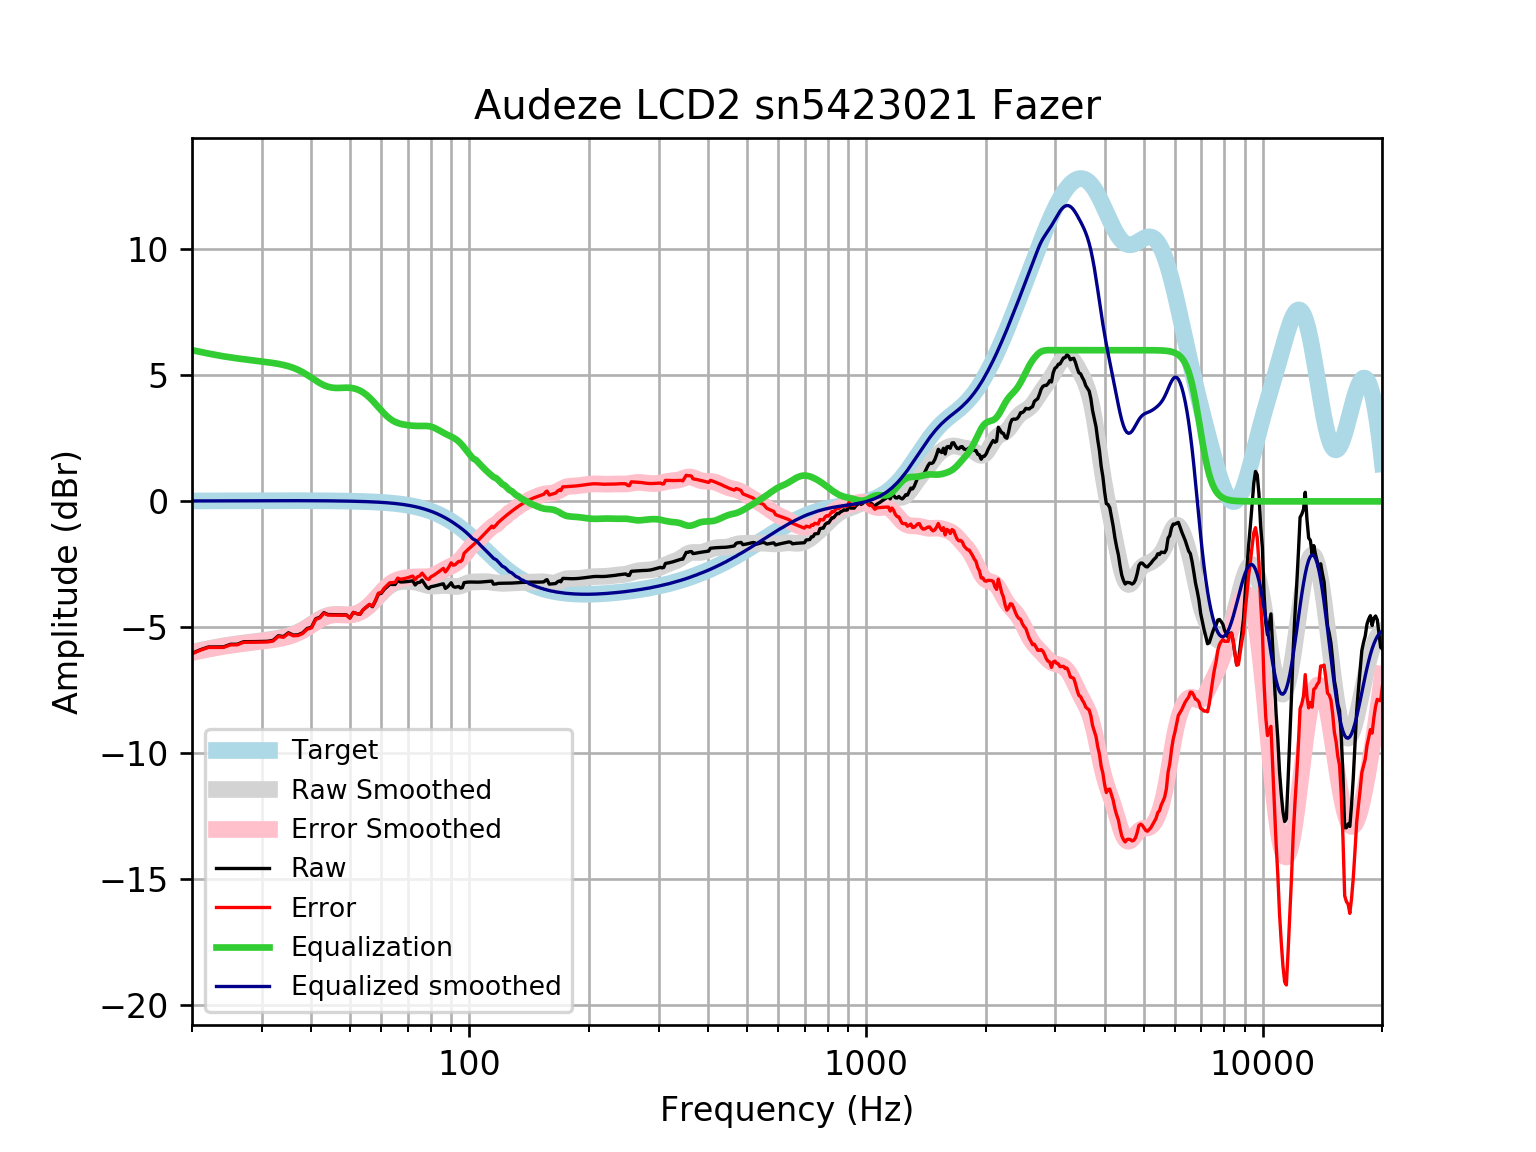 Audeze LCD2 sn5423021 Fazer
Amplitude (dBr)
10
5
0
−5
−10
−15
−20
Target
Raw Smoothed
Error Smoothed
Raw
Error
Equalization
Equalized smoothed
100
1000
10000
Frequency (Hz)